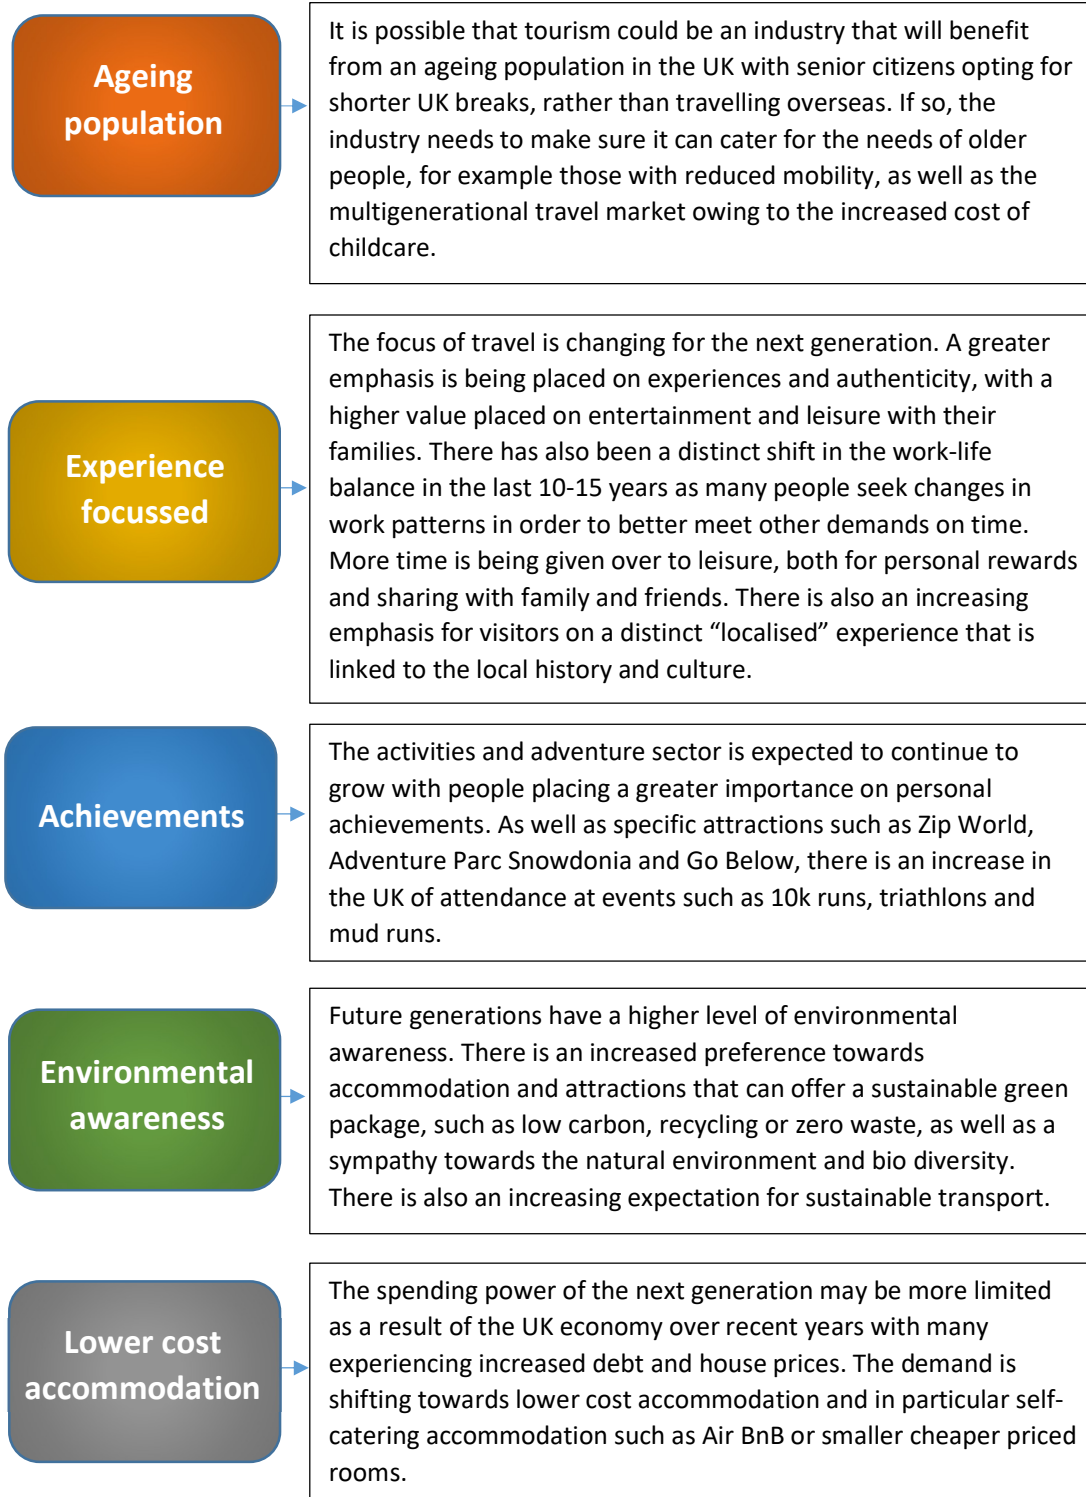 Ageing
population
It is possible that tourism could be an industry that will benefit
from an ageing population in the UK with senior citizens opting for
shorter UK breaks, rather than travelling overseas. If so, the
industry needs to make sure it can cater for the needs of older
people, for example those with reduced mobility, as well as the
multigenerational travel market owing to the increased cost of
childcare.
Experience
focussed
The focus of travel is changing for the next generation. A greater
emphasis is being placed on experiences and authenticity, with a
higher value placed on entertainment and leisure with their
families. There has also been a distinct shift in the work-life
balance in the last 10-15 years as many people seek changes in
work patterns in order to better meet other demands on time.
More time is being given over to leisure, both for personal rewards
and sharing with family and friends. There is also an increasing
emphasis for visitors on a distinct “localised” experience that is
linked to the local history and culture.
Achievements
The activities and adventure sector is expected to continue to
grow with people placing a greater importance on personal
achievements. As well as specific attractions such as Zip World,
Adventure Parc Snowdonia and Go Below, there is an increase in
the UK of attendance at events such as 10k runs, triathlons and
mud runs.
Environmental
awareness
Future generations have a higher level of environmental
awareness. There is an increased preference towards
accommodation and attractions that can offer a sustainable green
package, such as low carbon, recycling or zero waste, as well as a
sympathy towards the natural environment and bio diversity.
There is also an increasing expectation for sustainable transport.
Lower cost
accommodation
The spending power of the next generation may be more limited
as a result of the UK economy over recent years with many
experiencing increased debt and house prices. The demand is
shifting towards lower cost accommodation and in particular self-
catering accommodation such as Air BnB or smaller cheaper priced
rooms.